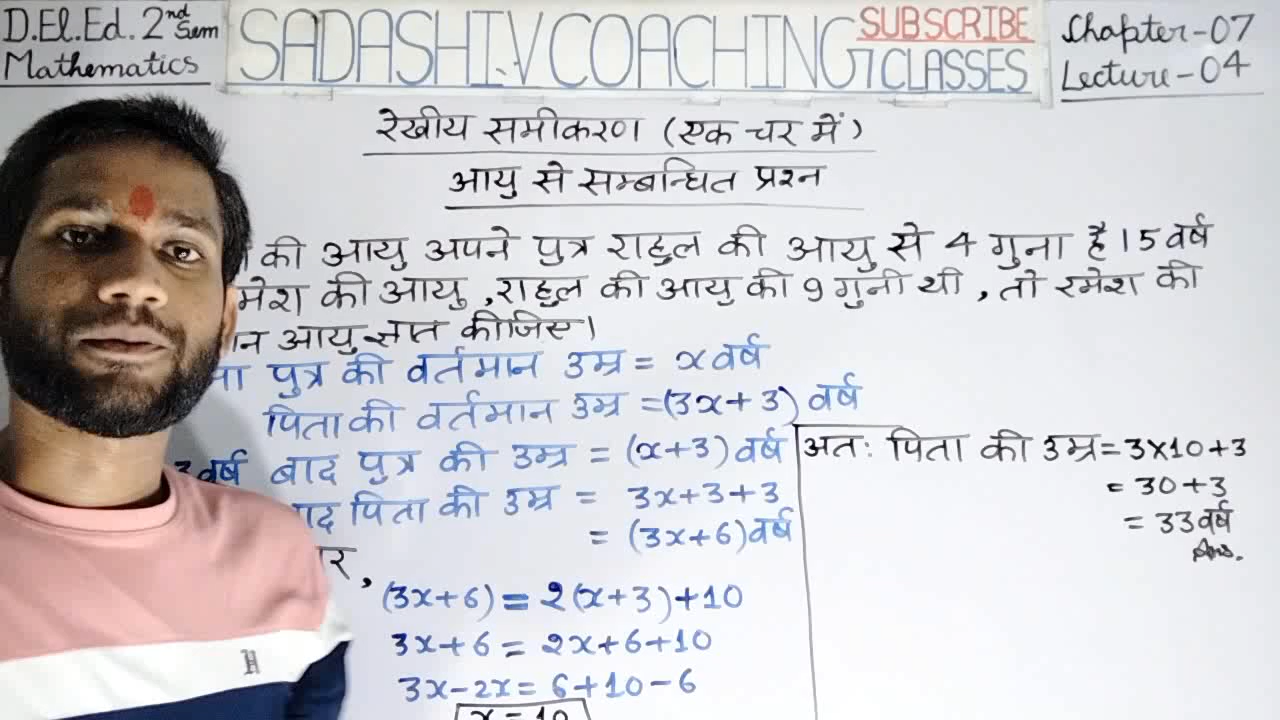 D.El.Ed. 2nd Sem
Mathematics
SADASHIV COACHING
SUBSCRIBE
CLASSES
Chapter-07
Lecture-04
रेखीय समीकरण (एक चर में)
आयु से सम्बन्धित प्रश्न
की आयु अपने पुत्र राहुल की आयु से 4 गुना है। 5 वर्ष
मेश की आयु, राहुल की आयु की 9 गुनी थी, तो रमेश की
ान आयु ज्ञात कीजिए।
ना पुत्र की वर्तमान उम्र = x वर्ष
पिता की वर्तमान उम्र =(3x+3) वर्ष
3 वर्ष बाद पुत्र की उम्र = (x+3) वर्ष
ाद पिता की उम्र = 3x+3+3
= (3x+6) वर्ष
ार,
(3x+6) = 2(x+3)+10
3x+6 = 2x+6+10
3x-2x = 6+10-6
x = 10
अतः पिता की उम्र = 3×10+3
= 30+3
= 33 वर्ष
Ans.
H